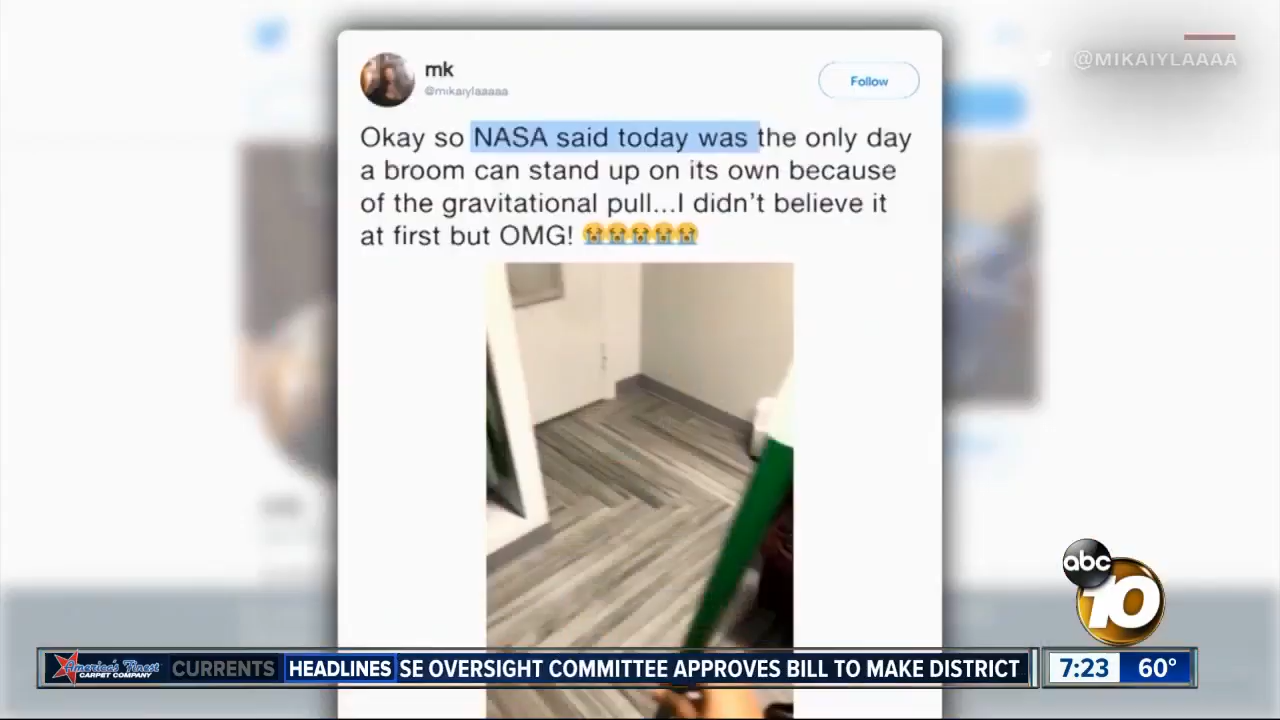 @MIKAIYLAAAA
mk
@mikaiylaaaaa
Follow
Okay so NASA said today was the only day
a broom can stand up on its own because
of the gravitational pull...I didn't believe it
at first but OMG! 😭😭😭😭😭
abc
10
America's Finest
CARPET COMPANY
CURRENTS
HEADLINES
SE OVERSIGHT COMMITTEE APPROVES BILL TO MAKE DISTRICT
7:23
60°